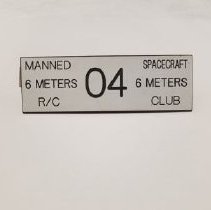 MANNED SPACECRAFT
6 METERS 04 6 METERS
R/C CLUB